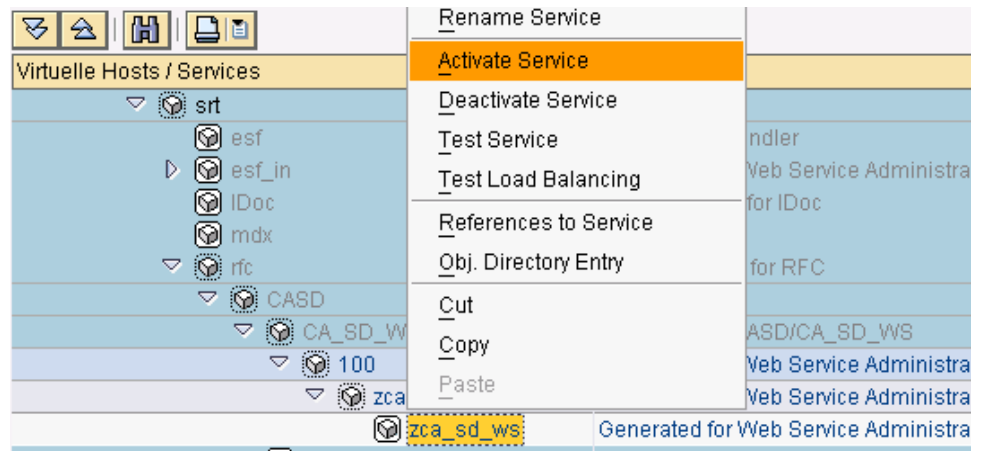 Rename Service
Activate Service
Virtuelle Hosts / Services
Deactivate Service
srt
Test Service
esf
ndler
esf_in
Test Load Balancing
Web Service Administra
IDoc
for IDoc
References to Service
mdx
Obj. Directory Entry
rfc
for RFC
CASD
Cut
CA_SD_W
ASD/CA_SD_WS
Copy
100
Web Service Administra
Paste
zca
Web Service Administra
zca_sd_ws
Generated for Web Service Administra